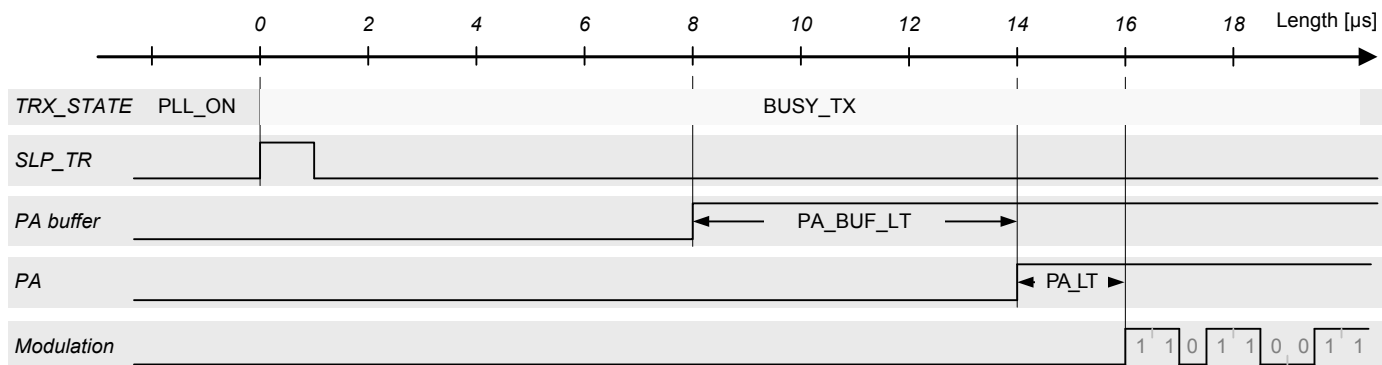 0 2 4 6 8 10 12 14 16 18 Length [µs]
TRX_STATE PLL_ON BUSY_TX
SLP_TR
PA buffer PA_BUF_LT
PA PA_LT
Modulation 1 1 0 1 1 0 0 1 1